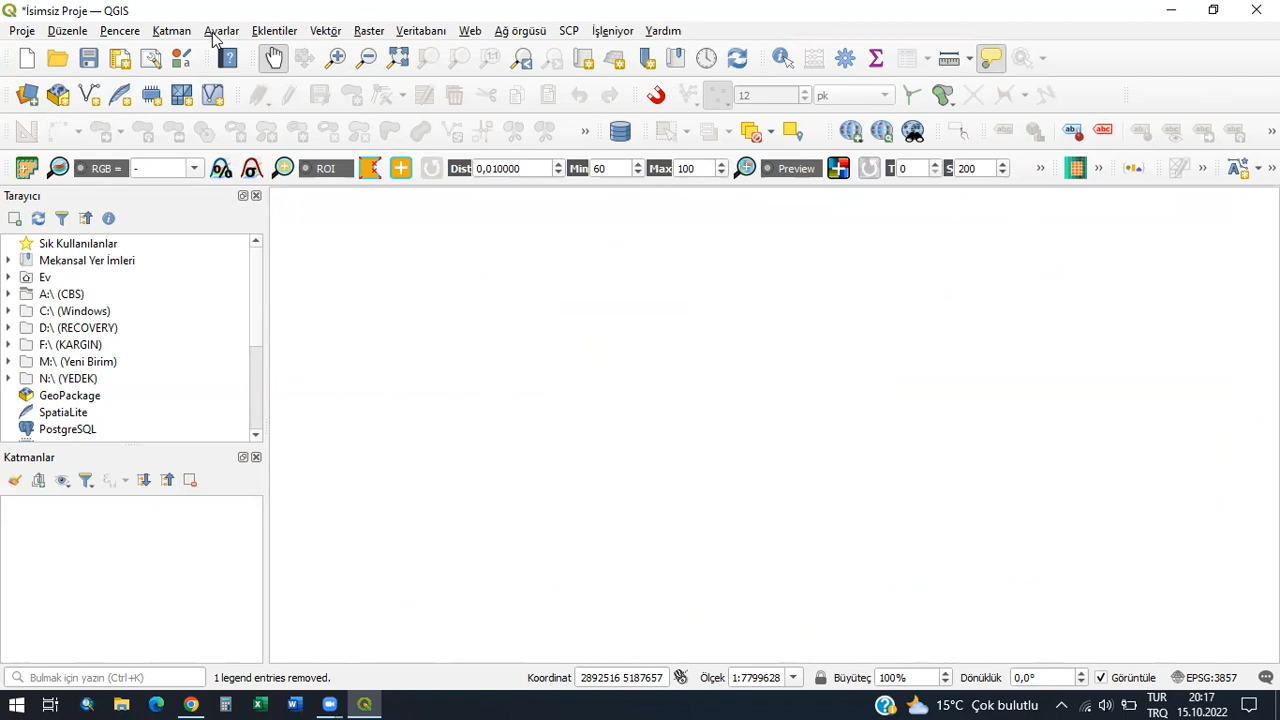 *İsimsiz Proje — QGIS
Proje Düzenle Pencere Katman Ayarlar Eklentiler Vektör Raster Veritabanı Web Ağ örgüsü SCP İşleniyor Yardım
12 pk
RGB = - ROI Dist 0,010000 Min 60 Max 100 Preview T 0 S 200
Tarayıcı
Sık Kullanılanlar
Mekansal Yer İmleri
Ev
A:\ (CBS)
C:\ (Windows)
D:\ (RECOVERY)
F:\ (KARGIN)
M:\ (Yeni Birim)
N:\ (YEDEK)
GeoPackage
SpatiaLite
PostgreSQL
Katmanlar
Bulmak için yazın (Ctrl+K) 1 legend entries removed. Koordinat 2892516 5187657 Ölçek 1:7799628 Büyüteç 100% Dönüklük 0,0° Görüntüle EPSG:3857
15°C Çok bulutlu TUR 20:17
TRQ 15.10.2022